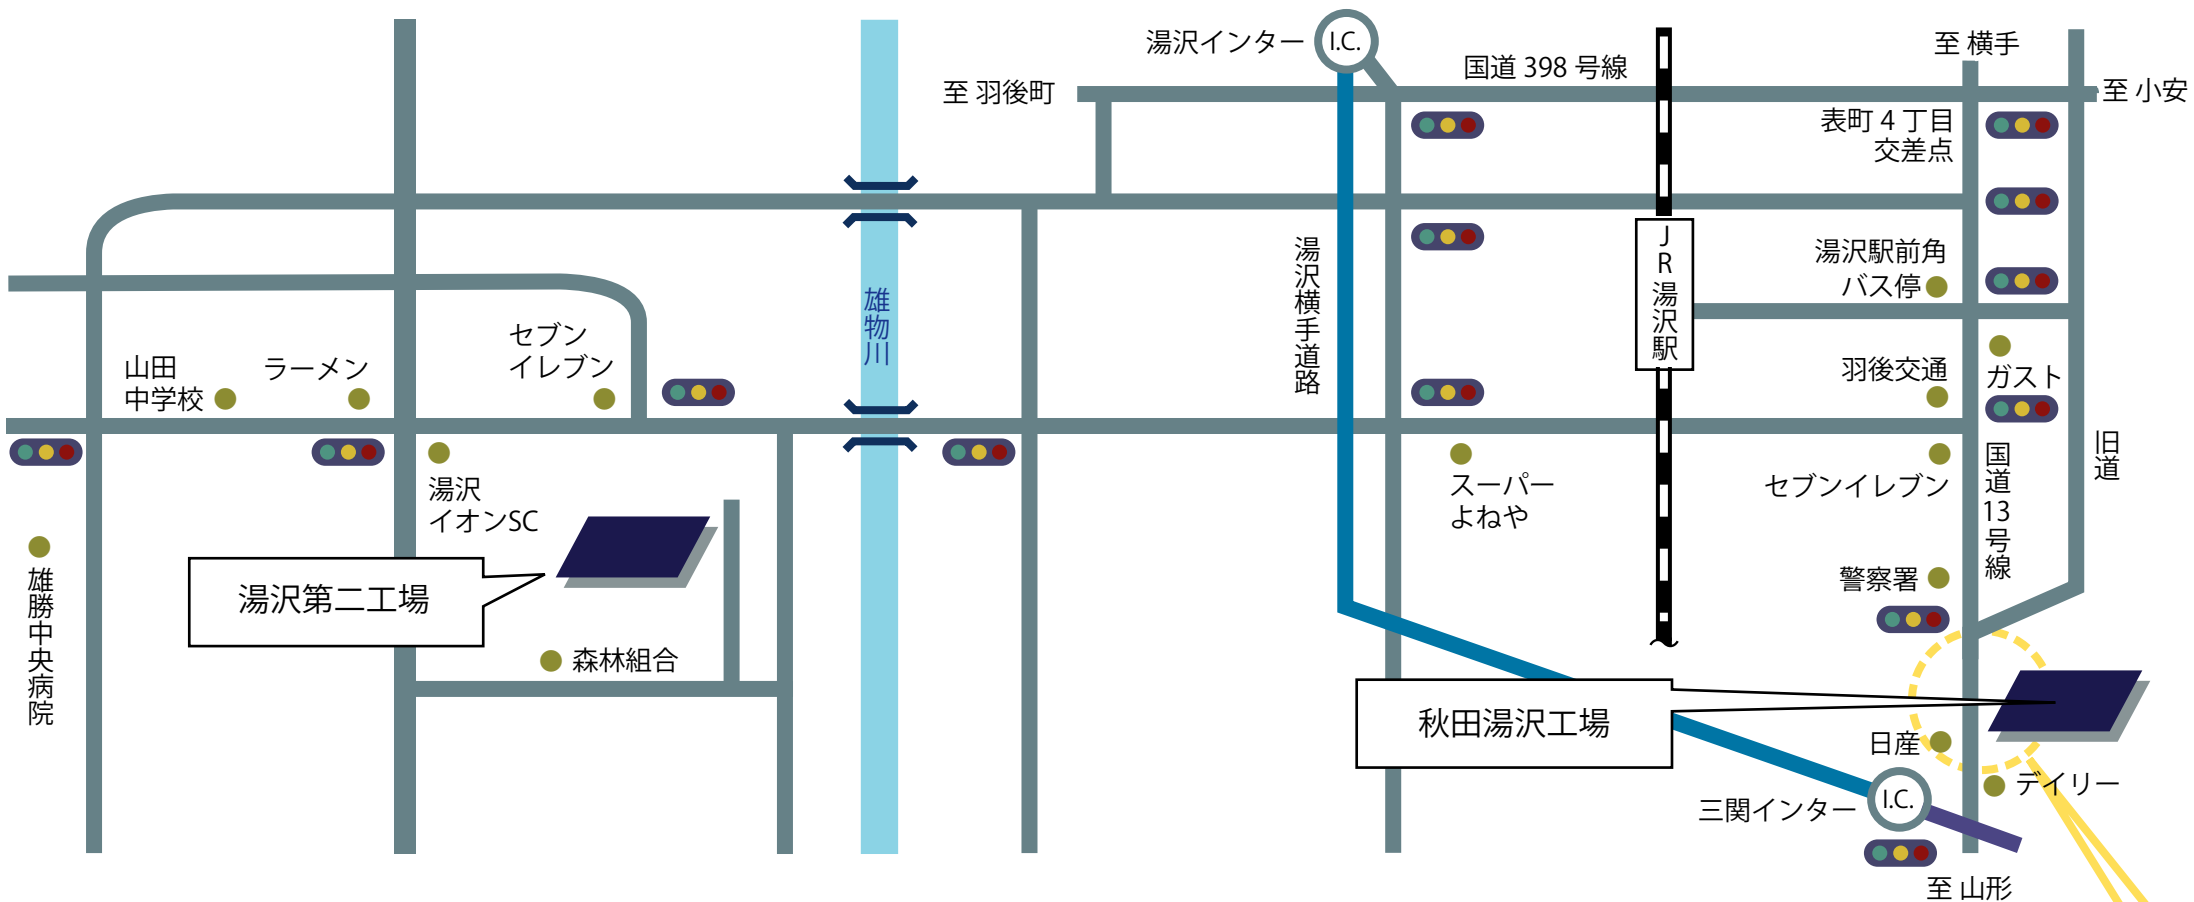 湯沢インター
I.C.
国道 398 号線
至 横手
至 羽後町
至 小安
表町 4 丁目
交差点
湯沢横手道路
JR湯沢駅
湯沢駅前角
バス停
雄物川
セブン
イレブン
山田
中学校
ラーメン
羽後交通
ガスト
旧道
国道13号線
湯沢
イオンSC
スーパー
よねや
セブンイレブン
雄勝中央病院
湯沢第二工場
警察署
森林組合
秋田湯沢工場
日産
デイリー
三関インター
I.C.
至 山形